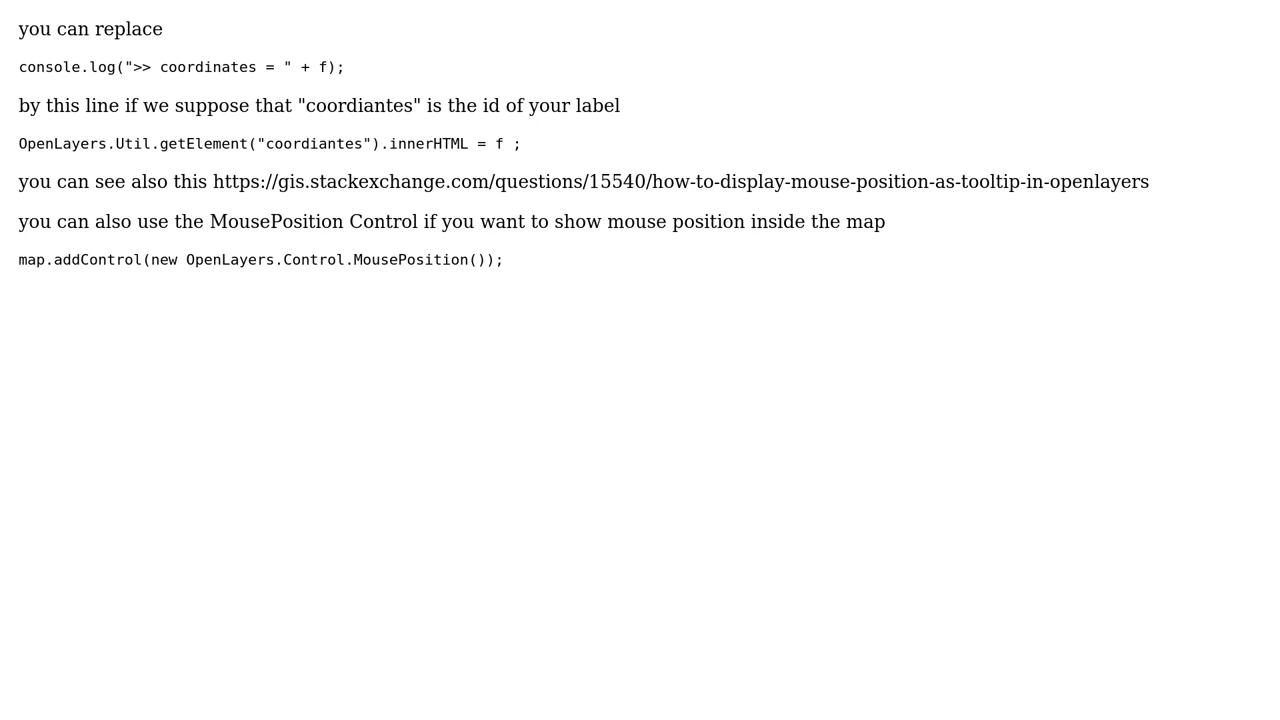 you can replace
console.log(">> coordinates = " + f);
by this line if we suppose that "coordiantes" is the id of your label
OpenLayers.Util.getElement("coordiantes").innerHTML = f ;
you can see also this https://gis.stackexchange.com/questions/15540/how-to-display-mouse-position-as-tooltip-in-openlayers
you can also use the MousePosition Control if you want to show mouse position inside the map
map.addControl(new OpenLayers.Control.MousePosition());